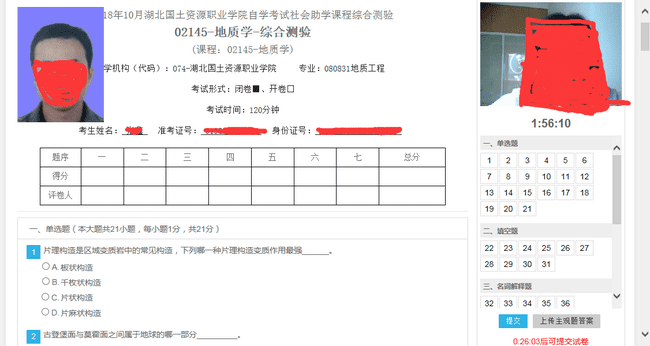 18年10月湖北国土资源职业学院自学考试社会助学课程综合测验
02145-地质学-综合测验
(课程: 02145-地质学)
学机构（代码）: 074-湖北国土资源职业学院 专业: 080831地质工程
考试形式: 闭卷■、开卷□
考试时间: 120分钟
考生姓名: 准考证号: 身份证号:
题序 一 二 三 四 五 六 七 总分
得分
评卷人
一、单选题（本大题共21小题，每小题1分，共21分）
1 片理构造是区域变质岩中的常见构造，下列哪一种片理构造变质作用最强______。
A. 板状构造
B. 千枚状构造
C. 片状构造
D. 片麻状构造
2 古登堡面与莫霍面之间属于地球的哪一部分__________。
1:56:10
一、单选题
1 2 3 4 5 6
7 8 9 10 11 12
13 14 15 16 17 18
19 20 21
二、填空题
22 23 24 25 26 27
28 29 30 31
三、名词解释题
32 33 34 35 36
提交 上传主观题答案
0:26:03后可提交试卷